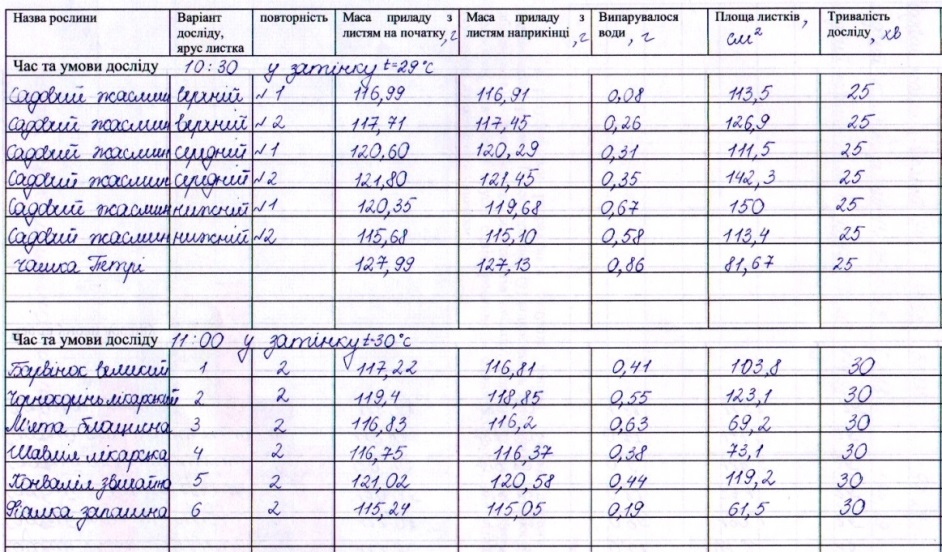 Назва рослини Варіант досліду, ярус листка повторність Маса приладу з листям на початку, г Маса приладу з листям наприкінці, г Випарувалося води, г Площа листків, см² Тривалість досліду, хв
Час та умови досліду 10:30 у затінку t=29°C
Садовий жасмин верхній №1 116,99 116,91 0,08 113,5 25
Садовий жасмин верхній №2 117,71 117,45 0,26 126,9 25
Садовий жасмин середній №1 120,60 120,29 0,31 111,5 25
Садовий жасмин середній №2 121,80 121,45 0,35 142,3 25
Садовий жасмин нижній №1 120,35 119,68 0,67 150 25
Садовий жасмин нижній №2 115,68 115,10 0,58 113,4 25
Чашка Петрі 127,99 127,13 0,86 81,67 25
Час та умови досліду 11:00 у затінку t-30°C
Барвінок великий 1 2 117,22 116,81 0,41 103,8 30
Чорнокорінь лікарський 2 2 119,4 118,85 0,55 123,1 30
М'ята блошина 3 2 116,83 116,2 0,63 69,2 30
Шавлія лікарська 4 2 116,75 116,37 0,38 73,1 30
Конвалія звичайна 5 2 121,02 120,58 0,44 119,2 30
Фіалка запашна 6 2 115,24 115,05 0,19 61,5 30